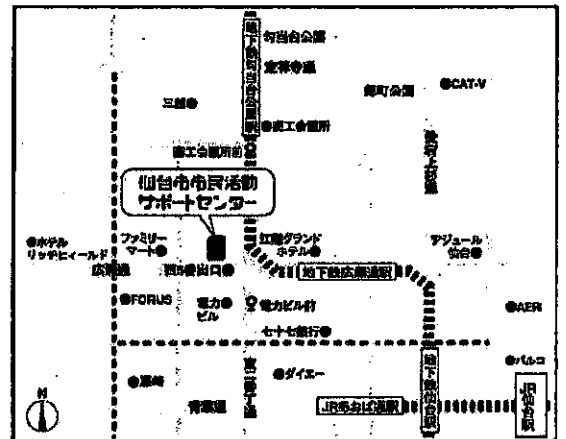 勾当台公園
定禅寺通
地下鉄勾当台公園駅
錦町公園
●CAT-V
三越●
●商工会議所
商工会議所前
仙台市市民活動
サポートセンター
●ホテル
リッチフィールド
ファミリー
マート●
江陽グランド
ホテル●
アジュール
仙台●
広瀬通
西5番出口●
地下鉄広瀬通駅
●FORUS
電力●
ビル
電力ビル前
●AER
七十七銀行●
●パルコ
●藤崎
●ダイエー
地下鉄仙台駅
JR仙台駅
N
青葉通
東二番丁通
JRあおば通駅